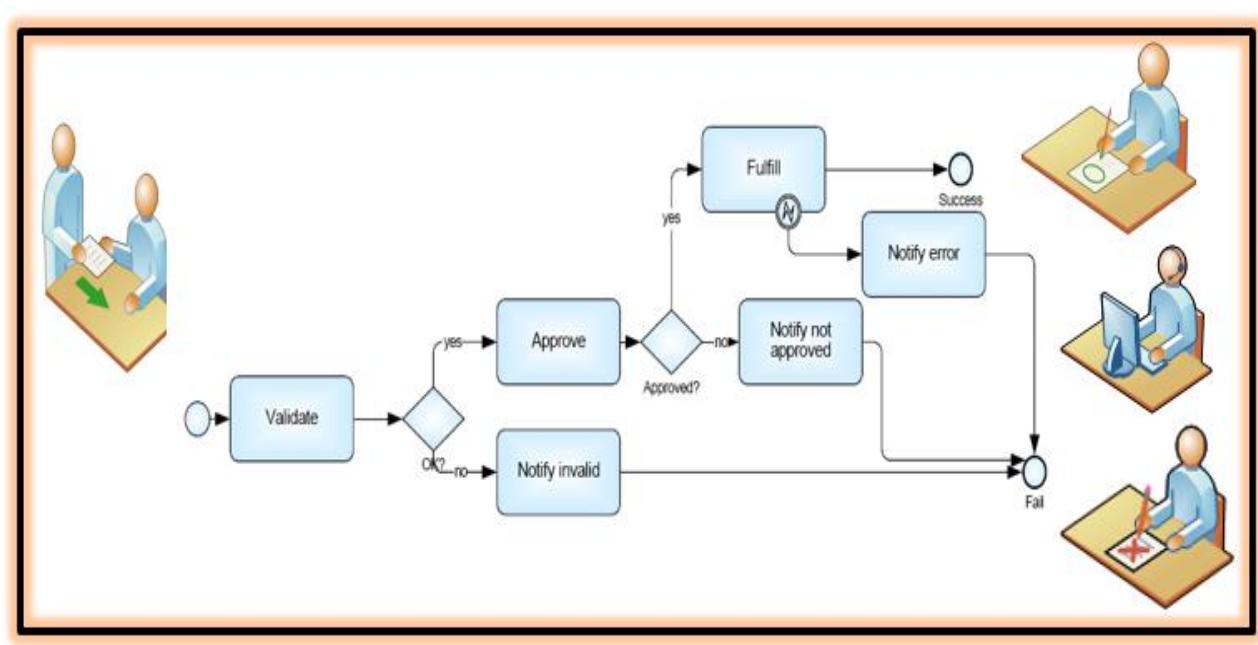 Fulfill
yes
Success
Notify error
yes
Approve
no
Notify not
approved
Approved?
Validate
OK?
no
Notify invalid
Fail